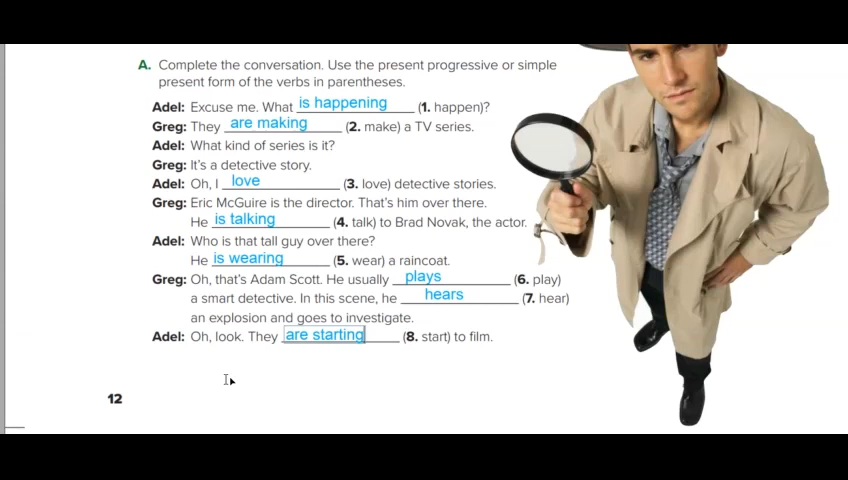 A. Complete the conversation. Use the present progressive or simple
present form of the verbs in parentheses.
Adel: Excuse me. What is happening (1. happen)?
Greg: They are making (2. make) a TV series.
Adel: What kind of series is it?
Greg: It's a detective story.
Adel: Oh, I love (3. love) detective stories.
Greg: Eric McGuire is the director. That's him over there.
He is talking (4. talk) to Brad Novak, the actor.
Adel: Who is that tall guy over there?
He is wearing (5. wear) a raincoat.
Greg: Oh, that's Adam Scott. He usually plays (6. play)
a smart detective. In this scene, he hears (7. hear)
an explosion and goes to investigate.
Adel: Oh, look. They are starting (8. start) to film.
12